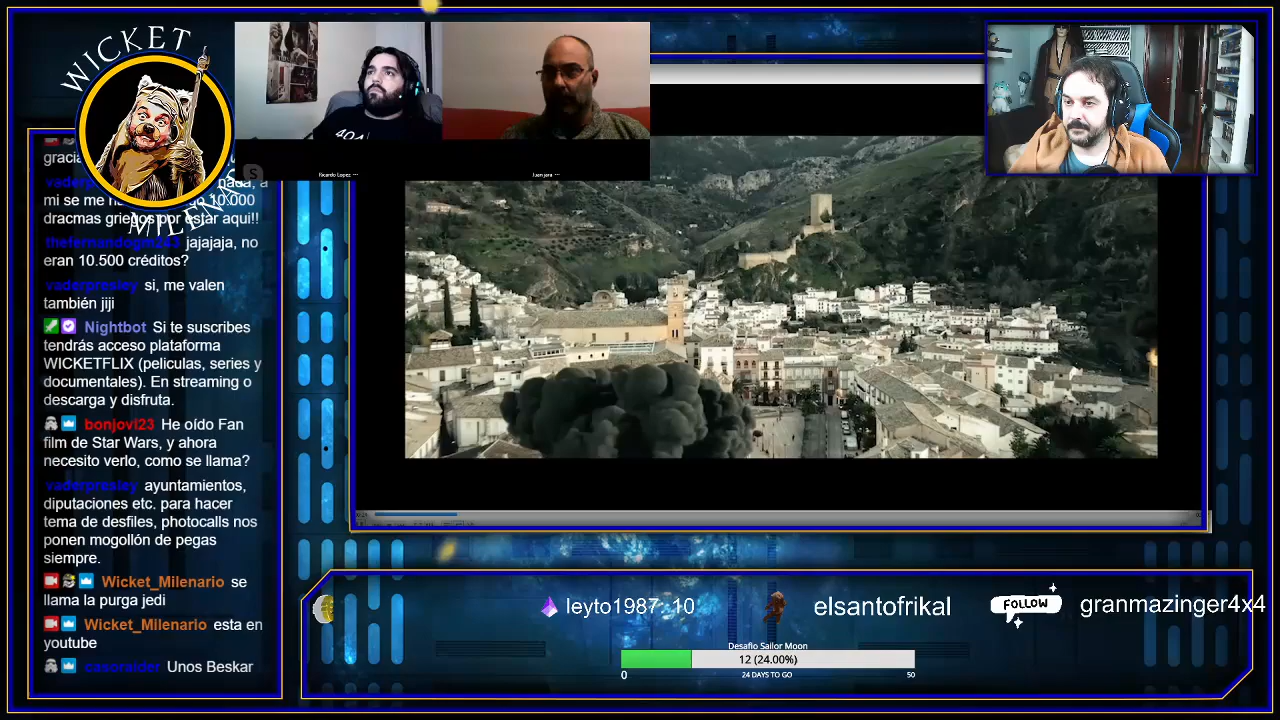 WICKET
MILENARIO
gracia
vaderpresley nada, a
mi se me 10.000
dracmas griegos por estar aqui!!
thefernandogm243 jajajaja, no
eran 10.500 créditos?
vaderpresley si, me valen
también jiji
Nightbot Si te suscribes
tendrás acceso plataforma
WICKETFLIX (peliculas, series y
documentales). En streaming o
descarga y disfruta.
bonjovi23 He oído Fan
film de Star Wars, y ahora
necesito verlo, como se llama?
vaderpresley ayuntamientos,
diputaciones etc. para hacer
tema de desfiles, photocalls nos
ponen mogollón de pegas
siempre.
Wicket_Milenario se
llama la purga jedi
Wicket_Milenario esta en
youtube
casoraider Unos Beskar
404
S
Ricardo Lopez
Juan jara
leyto1987: 10
elsantofrikal
FOLLOW
granmazinger4x4
Desafio Sailor Moon
12 (24.00%)
0
24 DAYS TO GO
50